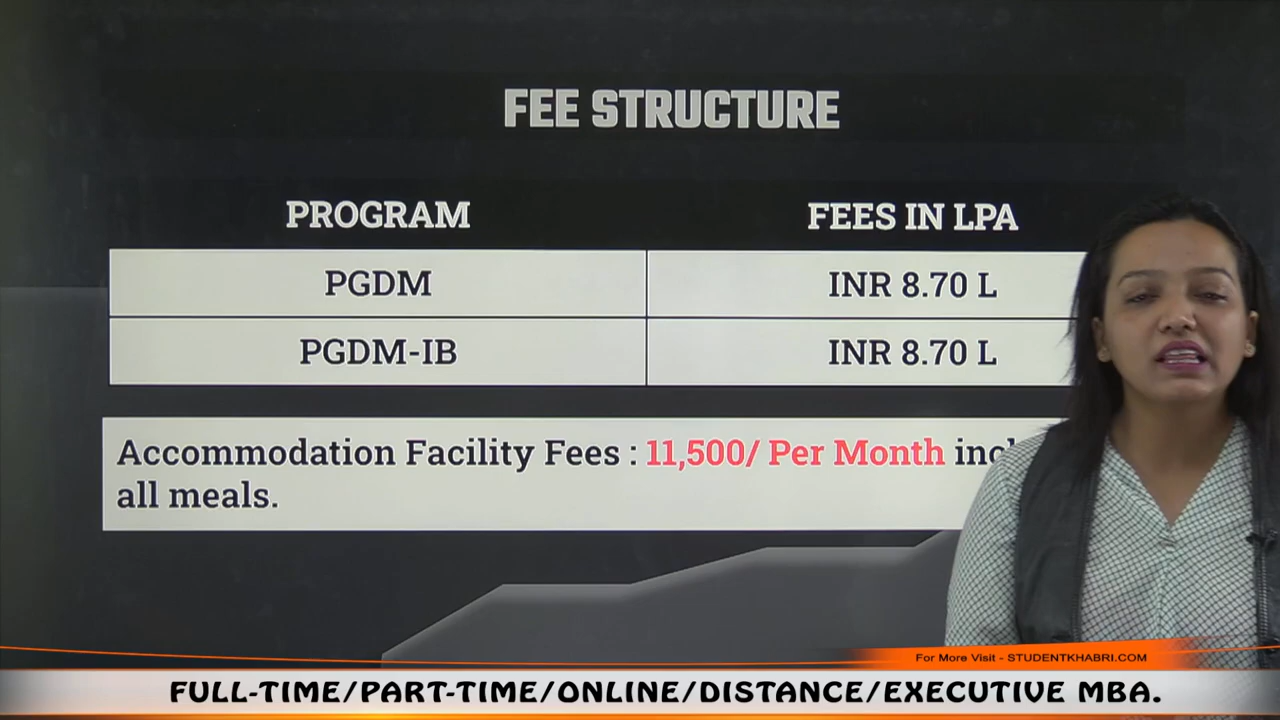 FEE STRUCTURE
PROGRAM FEES IN LPA
PGDM INR 8.70 L
PGDM-IB INR 8.70 L
Accommodation Facility Fees : 11,500/ Per Month
all meals.
For More Visit - STUDENTKHABRI.COM
FULL-TIME/PART-TIME/ONLINE/DISTANCE/EXECUTIVE MBA.